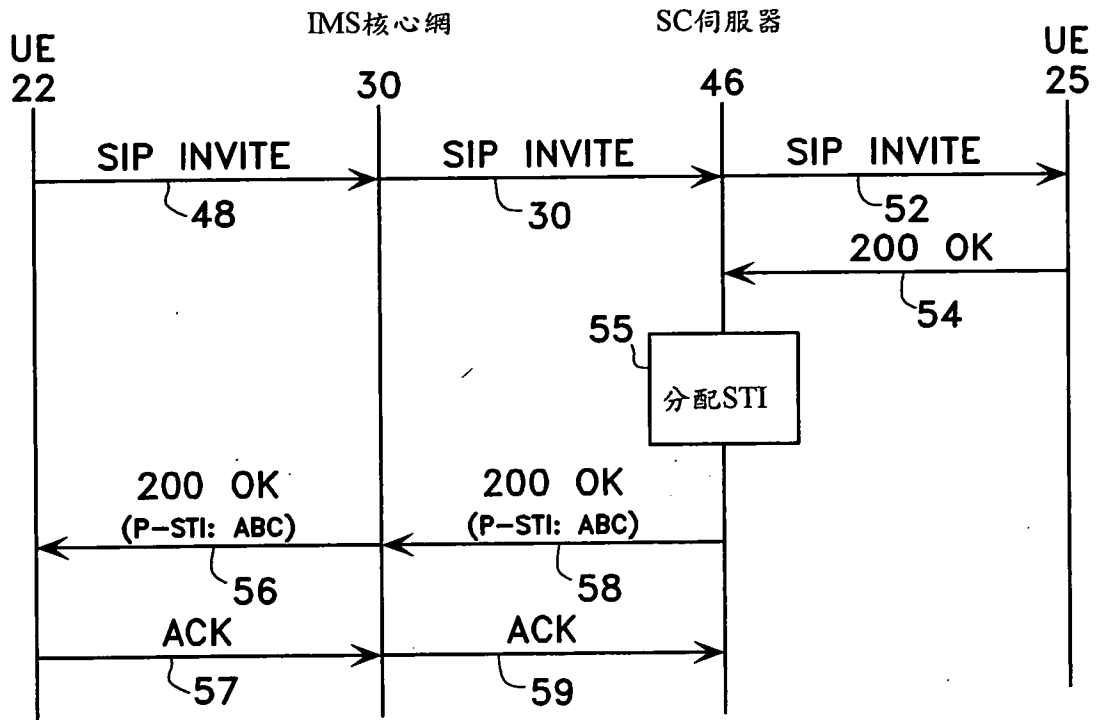 IMS核心網 SC伺服器
UE UE
22 30 46 25
SIP INVITE SIP INVITE SIP INVITE
48 30 52
200 OK
54
55
分配STI
200 OK 200 OK
(P-STI: ABC) (P-STI: ABC)
56 58
ACK ACK
57 59